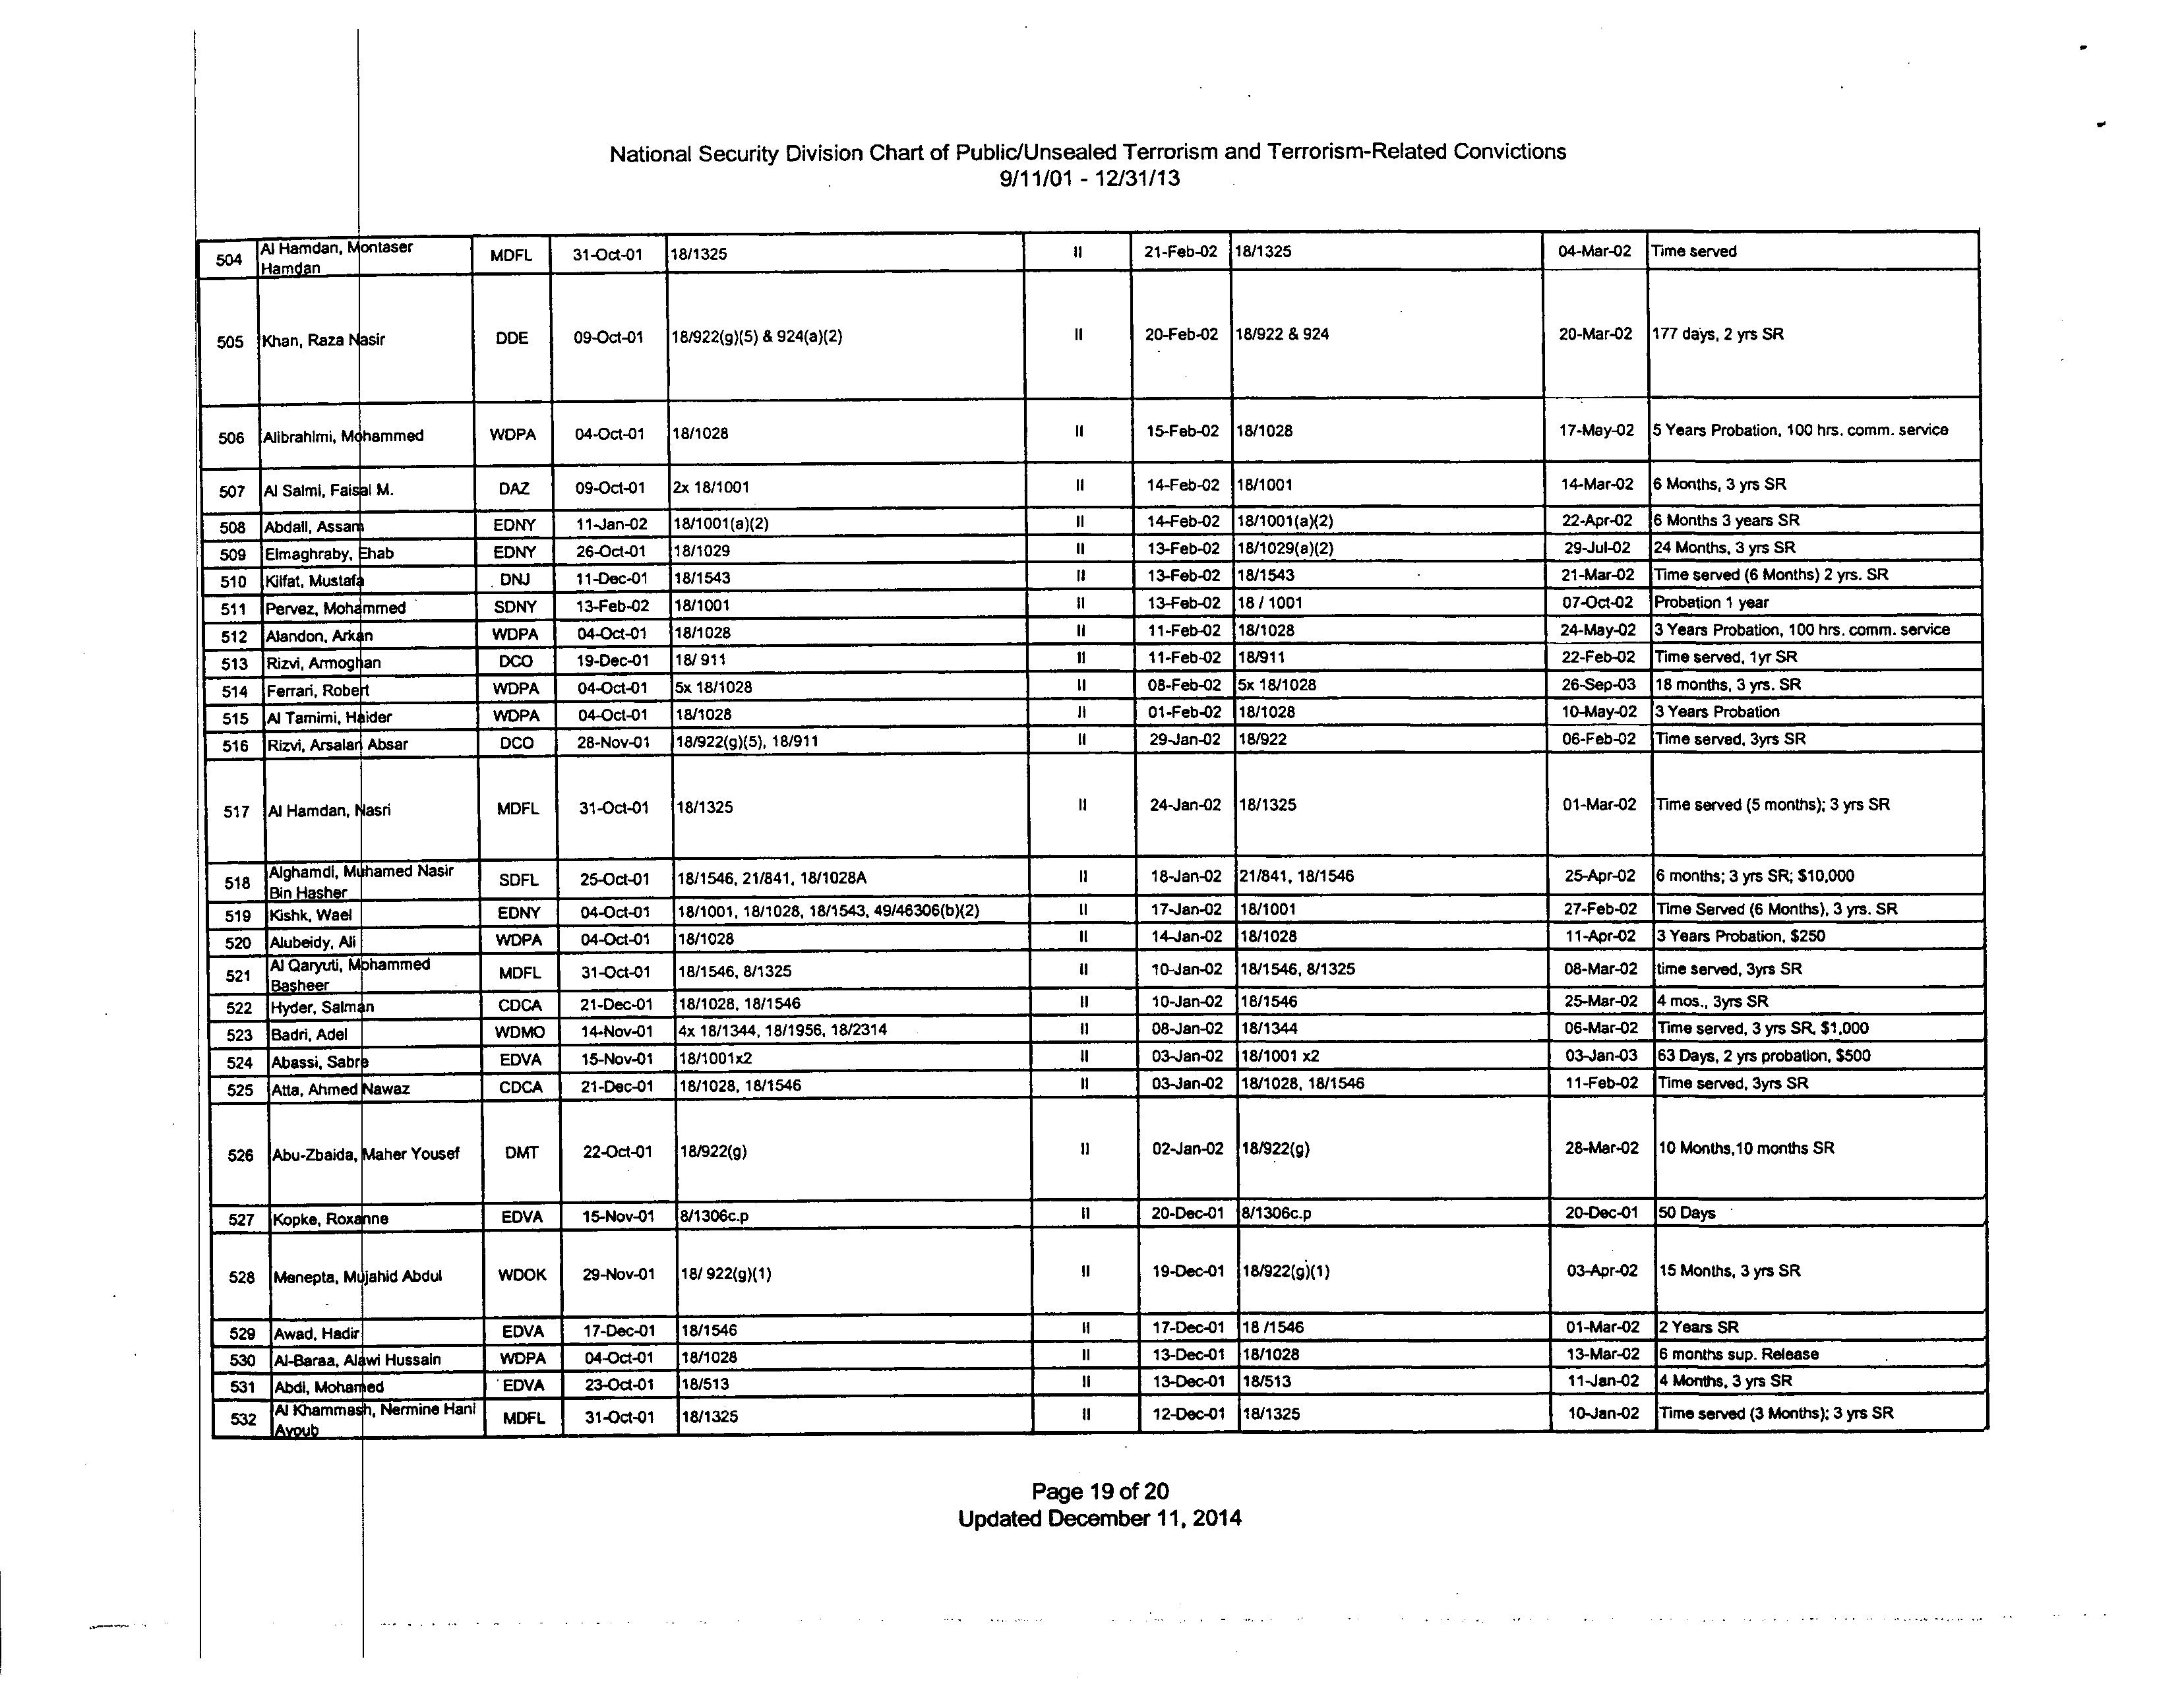 National Security Division Chart of Public/Unsealed Terrorism and Terrorism-Related Convictions
9/11/01 - 12/31/13
504 Al Hamdan, Montaser Hamdan MDFL 31-Oct-01 18/1325 II 21-Feb-02 18/1325 04-Mar-02 Time served
505 Khan, Raza Nasir DDE 09-Oct-01 18/922(g)(5) & 924(a)(2) II 20-Feb-02 18/922 & 924 20-Mar-02 177 days, 2 yrs SR
506 Alibrahimi, Mohammed WDPA 04-Oct-01 18/1028 II 15-Feb-02 18/1028 17-May-02 5 Years Probation, 100 hrs. comm. service
507 Al Salmi, Faisal M. DAZ 09-Oct-01 2x 18/1001 II 14-Feb-02 18/1001 14-Mar-02 6 Months, 3 yrs SR
508 Abdall, Assam EDNY 11-Jan-02 18/1001(a)(2) II 14-Feb-02 18/1001(a)(2) 22-Apr-02 6 Months 3 years SR
509 Elmaghraby, Ehab EDNY 26-Oct-01 18/1029 II 13-Feb-02 18/1029(a)(2) 29-Jul-02 24 Months, 3 yrs SR
510 Kilfat, Mustafa DNJ 11-Dec-01 18/1543 II 13-Feb-02 18/1543 21-Mar-02 Time served (6 Months) 2 yrs. SR
511 Pervez, Mohammed SDNY 13-Feb-02 18/1001 II 13-Feb-02 18 / 1001 07-Oct-02 Probation 1 year
512 Alandon, Arkan WDPA 04-Oct-01 18/1028 II 11-Feb-02 18/1028 24-May-02 3 Years Probation, 100 hrs. comm. service
513 Rizvi, Armoghan DCO 19-Dec-01 18/ 911 II 11-Feb-02 18/911 22-Feb-02 Time served, 1yr SR
514 Ferrari, Robert WDPA 04-Oct-01 5x 18/1028 II 08-Feb-02 5x 18/1028 26-Sep-03 18 months, 3 yrs. SR
515 Al Tamimi, Haider WDPA 04-Oct-01 18/1028 II 01-Feb-02 18/1028 10-May-02 3 Years Probation
516 Rizvi, Arsalan Absar DCO 28-Nov-01 18/922(g)(5), 18/911 II 29-Jan-02 18/922 06-Feb-02 Time served, 3yrs SR
517 Al Hamdan, Nasri MDFL 31-Oct-01 18/1325 II 24-Jan-02 18/1325 01-Mar-02 Time served (5 months); 3 yrs SR
518 Alghamdi, Muhamed Nasir Bin Hasher SDFL 25-Oct-01 18/1546, 21/841, 18/1028A II 18-Jan-02 21/841, 18/1546 25-Apr-02 6 months; 3 yrs SR; $10,000
519 Kishk, Wael EDNY 04-Oct-01 18/1001, 18/1028, 18/1543, 49/46306(b)(2) II 17-Jan-02 18/1001 27-Feb-02 Time Served (6 Months), 3 yrs. SR
520 Alubeidy, Ali WDPA 04-Oct-01 18/1028 II 14-Jan-02 18/1028 11-Apr-02 3 Years Probation, $250
521 Al Qaryuti, Mohammed Basheer MDFL 31-Oct-01 18/1546, 8/1325 II 10-Jan-02 18/1546, 8/1325 08-Mar-02 time served, 3yrs SR
522 Hyder, Salman CDCA 21-Dec-01 18/1028, 18/1546 II 10-Jan-02 18/1546 25-Mar-02 4 mos., 3yrs SR
523 Badri, Adel WDMO 14-Nov-01 4x 18/1344, 18/1956, 18/2314 II 08-Jan-02 18/1344 06-Mar-02 Time served, 3 yrs SR, $1,000
524 Abassi, Sabre EDVA 15-Nov-01 18/1001x2 II 03-Jan-02 18/1001 x2 03-Jan-03 63 Days, 2 yrs probation, $500
525 Atta, Ahmed Nawaz CDCA 21-Dec-01 18/1028, 18/1546 II 03-Jan-02 18/1028, 18/1546 11-Feb-02 Time served, 3yrs SR
526 Abu-Zbaida, Maher Yousef DMT 22-Oct-01 18/922(g) II 02-Jan-02 18/922(g) 28-Mar-02 10 Months,10 months SR
527 Kopke, Roxanne EDVA 15-Nov-01 8/1306c.p II 20-Dec-01 8/1306c.p 20-Dec-01 50 Days
528 Menepta, Mujahid Abdul WDOK 29-Nov-01 18/ 922(g)(1) II 19-Dec-01 18/922(g)(1) 03-Apr-02 15 Months, 3 yrs SR
529 Awad, Hadir EDVA 17-Dec-01 18/1546 II 17-Dec-01 18 /1546 01-Mar-02 2 Years SR
530 Al-Baraa, Alawi Hussain WDPA 04-Oct-01 18/1028 II 13-Dec-01 18/1028 13-Mar-02 6 months sup. Release
531 Abdi, Mohamed EDVA 23-Oct-01 18/513 II 13-Dec-01 18/513 11-Jan-02 4 Months, 3 yrs SR
532 Al Khammash, Nermine Hani Ayoub MDFL 31-Oct-01 18/1325 II 12-Dec-01 18/1325 10-Jan-02 Time served (3 Months); 3 yrs SR
Page 19 of 20
Updated December 11, 2014